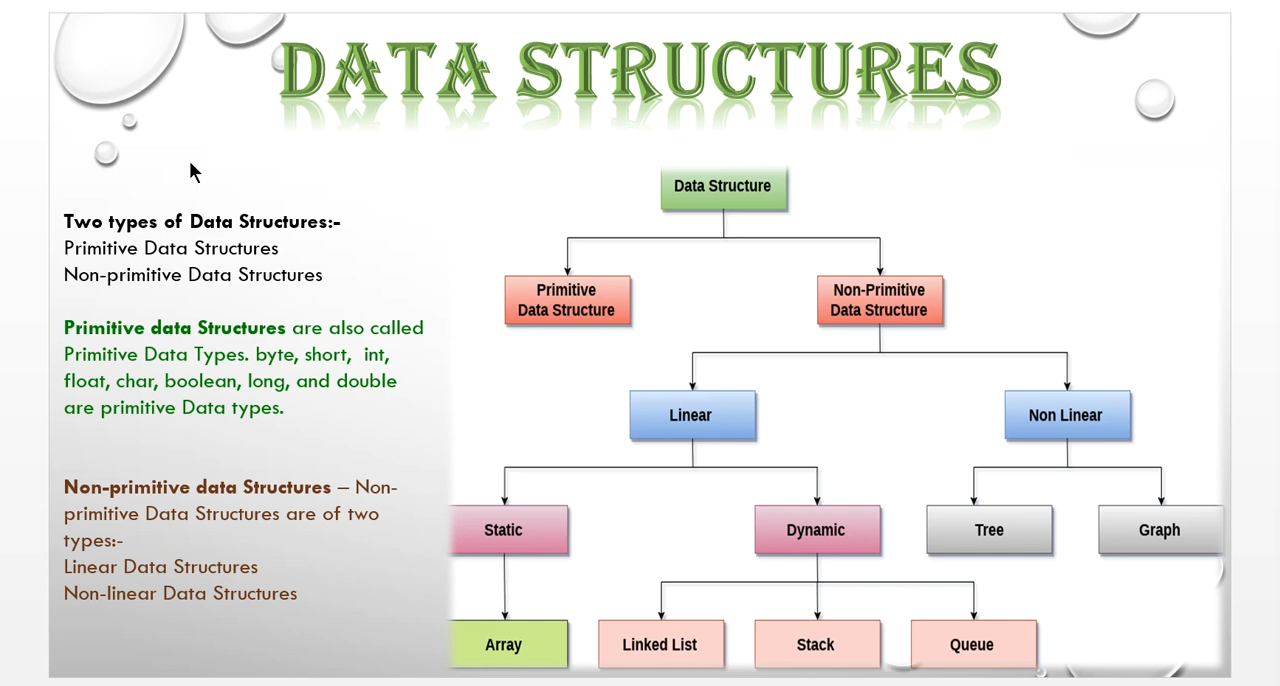 DATA STRUCTURES
Two types of Data Structures:-
Primitive Data Structures
Non-primitive Data Structures
Primitive data Structures are also called
Primitive Data Types. byte, short, int,
float, char, boolean, long, and double
are primitive Data types.
Non-primitive data Structures – Non-
primitive Data Structures are of two
types:-
Linear Data Structures
Non-linear Data Structures
Data Structure
Primitive
Data Structure
Non-Primitive
Data Structure
Linear
Non Linear
Static
Dynamic
Tree
Graph
Array
Linked List
Stack
Queue